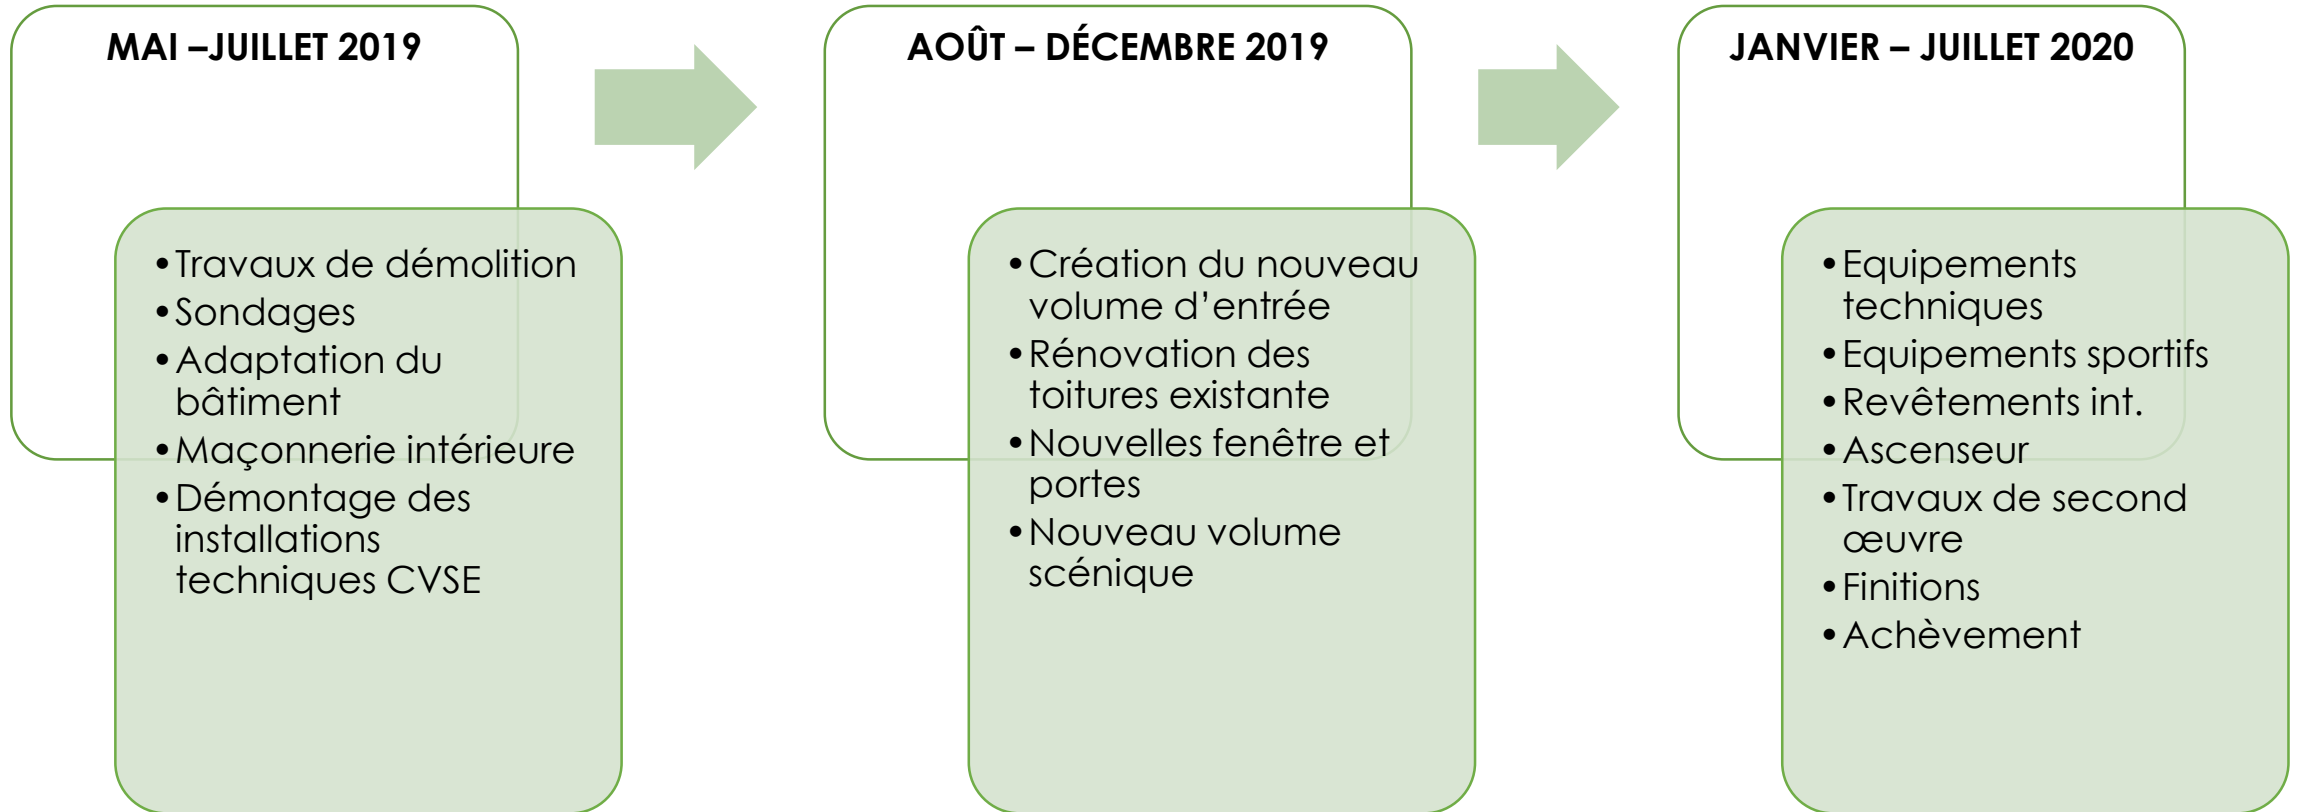 MAI –JUILLET 2019
•Travaux de démolition
•Sondages
•Adaptation du
bâtiment
•Maçonnerie intérieure
•Démontage des
installations
techniques CVSE
AOÛT – DÉCEMBRE 2019
•Création du nouveau
volume d’entrée
•Rénovation des
toitures existante
•Nouvelles fenêtre et
portes
•Nouveau volume
scénique
JANVIER – JUILLET 2020
•Equipements
techniques
•Equipements sportifs
•Revêtements int.
•Ascenseur
•Travaux de second
œuvre
•Finitions
•Achèvement